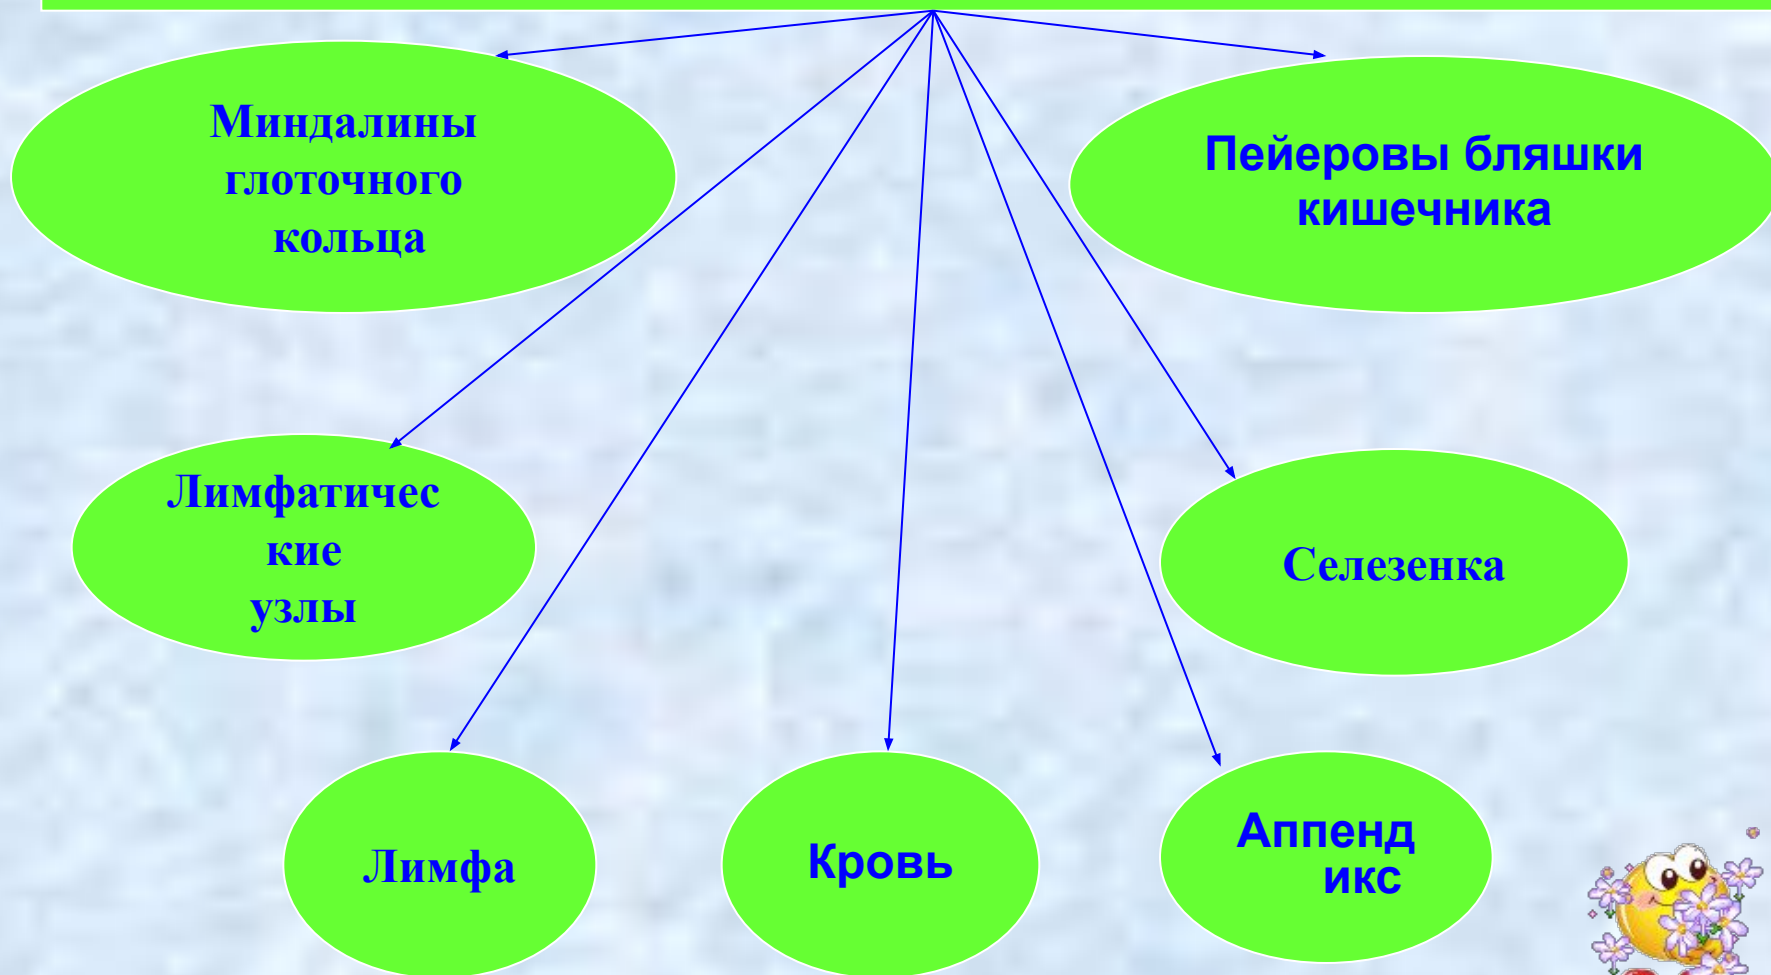 Миндалины
глоточного
кольца
Пейеровы бляшки
кишечника
Лимфатичес
кие
узлы
Селезенка
Лимфа
Кровь
Аппенд
икс